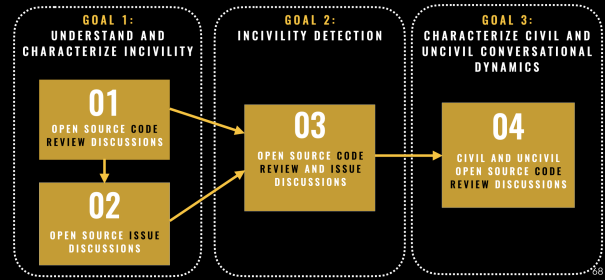 GOAL 1:
UNDERSTAND AND
CHARACTERIZE INCIVILITY
01
OPEN SOURCE CODE
REVIEW DISCUSSIONS
02
OPEN SOURCE ISSUE
DISCUSSIONS
GOAL 2:
INCIVILITY DETECTION
03
OPEN SOURCE CODE
REVIEW AND ISSUE
DISCUSSIONS
GOAL 3:
CHARACTERIZE CIVIL AND
UNCIVIL CONVERSATIONAL
DYNAMICS
04
CIVIL AND UNCIVIL
OPEN SOURCE CODE
REVIEW DISCUSSIONS
68